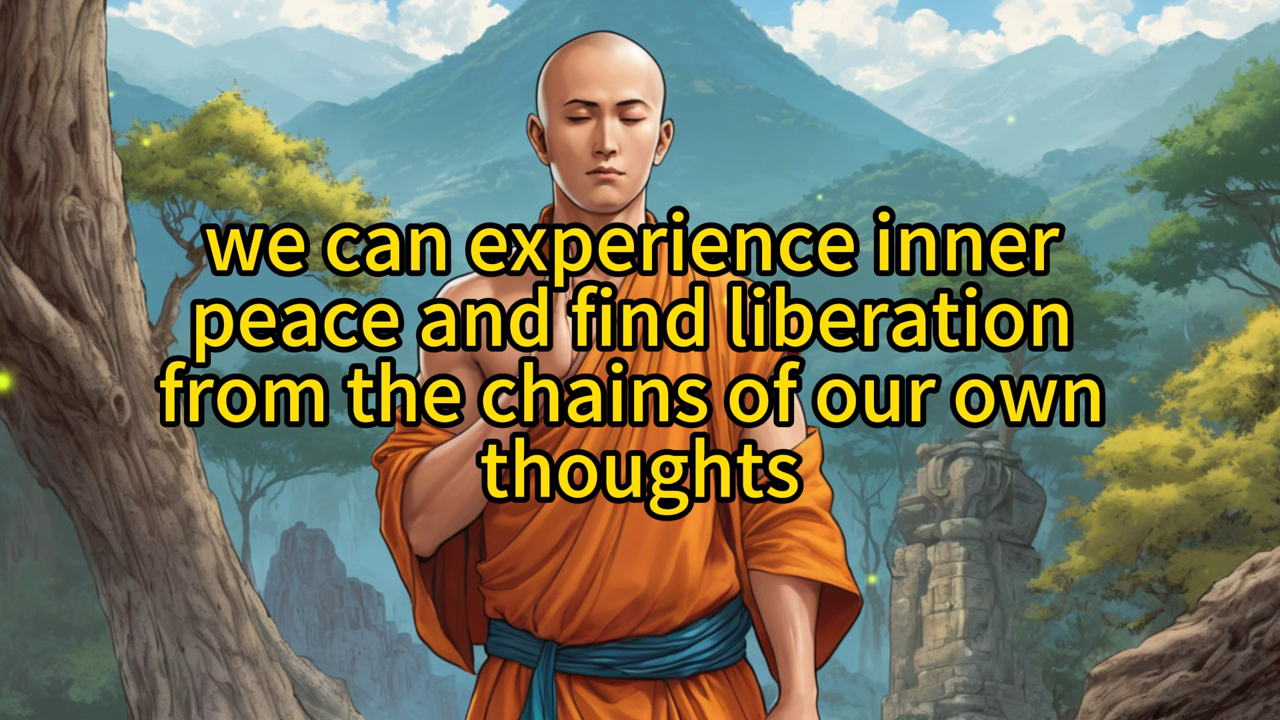 we can experience inner
peace and find liberation
from the chains of our own
thoughts